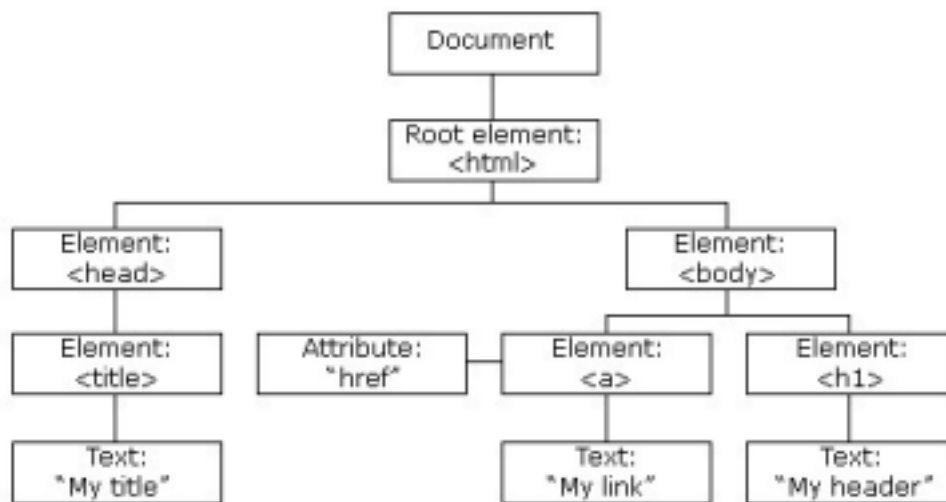 Document
Root element:
<html>
Element:
<head>
Element:
<body>
Element:
<title>
Attribute:
“href”
Element:
<a>
Element:
<h1>
Text:
“My title”
Text:
“My link”
Text:
“My header”